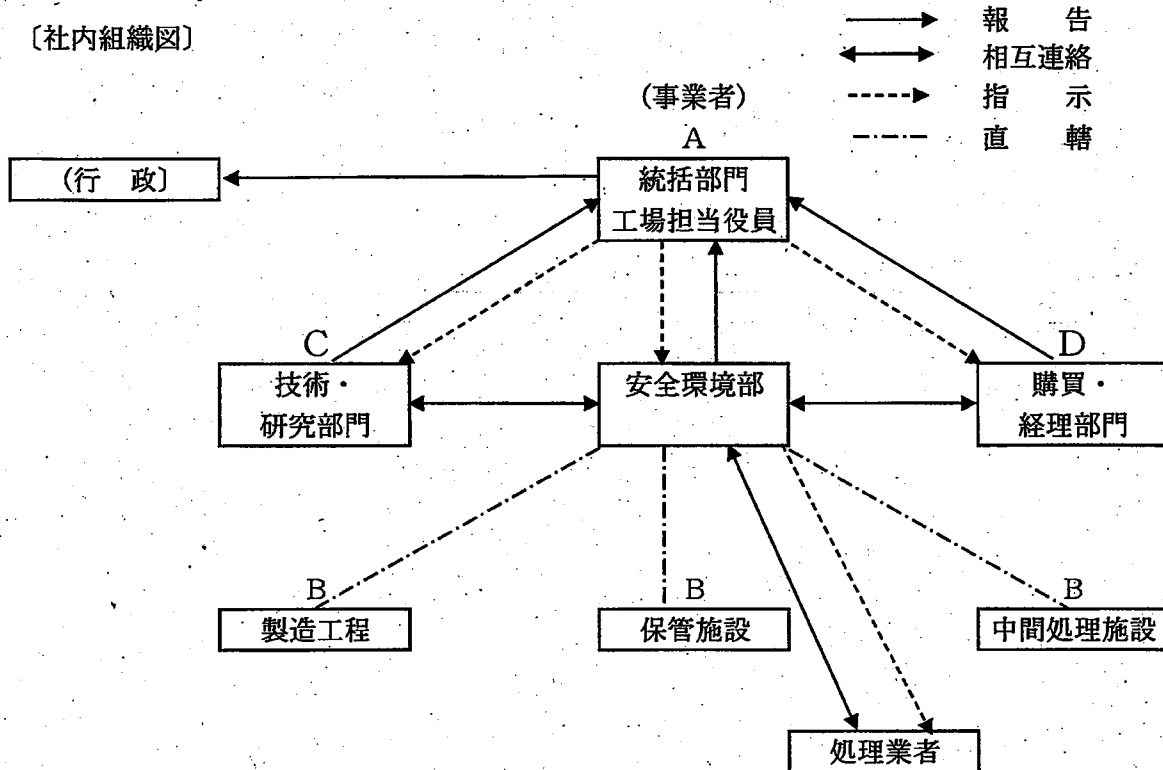 〔社内組織図〕
報　告
相互連絡
指　示
直　轄
(事業者)
A
(行　政〕
統括部門
工場担当役員
C
D
技術・
研究部門
安全環境部
購買・
経理部門
B
B
B
製造工程
保管施設
中間処理施設
処理業者